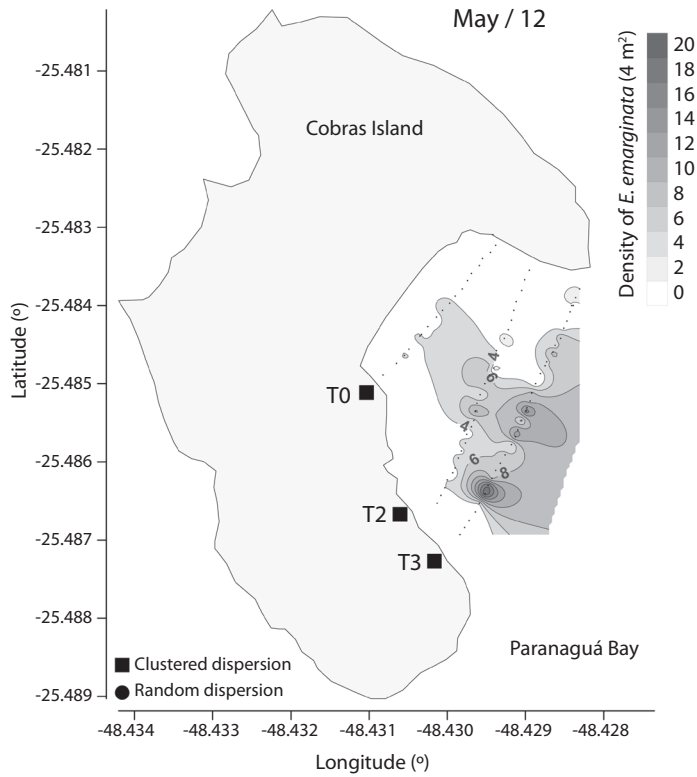 May / 12
Density of E. emarginata (4 m²)
20
18
16
14
12
10
8
6
4
2
0
Latitude (º)
-25.481
-25.482
-25.483
-25.484
-25.485
-25.486
-25.487
-25.488
-25.489
Cobras Island
T0
T2
T3
4
6
4
6
8
Paranaguá Bay
Clustered dispersion
Random dispersion
-48.434 -48.433 -48.432 -48.431 -48.430 -48.429 -48.428
Longitude (º)